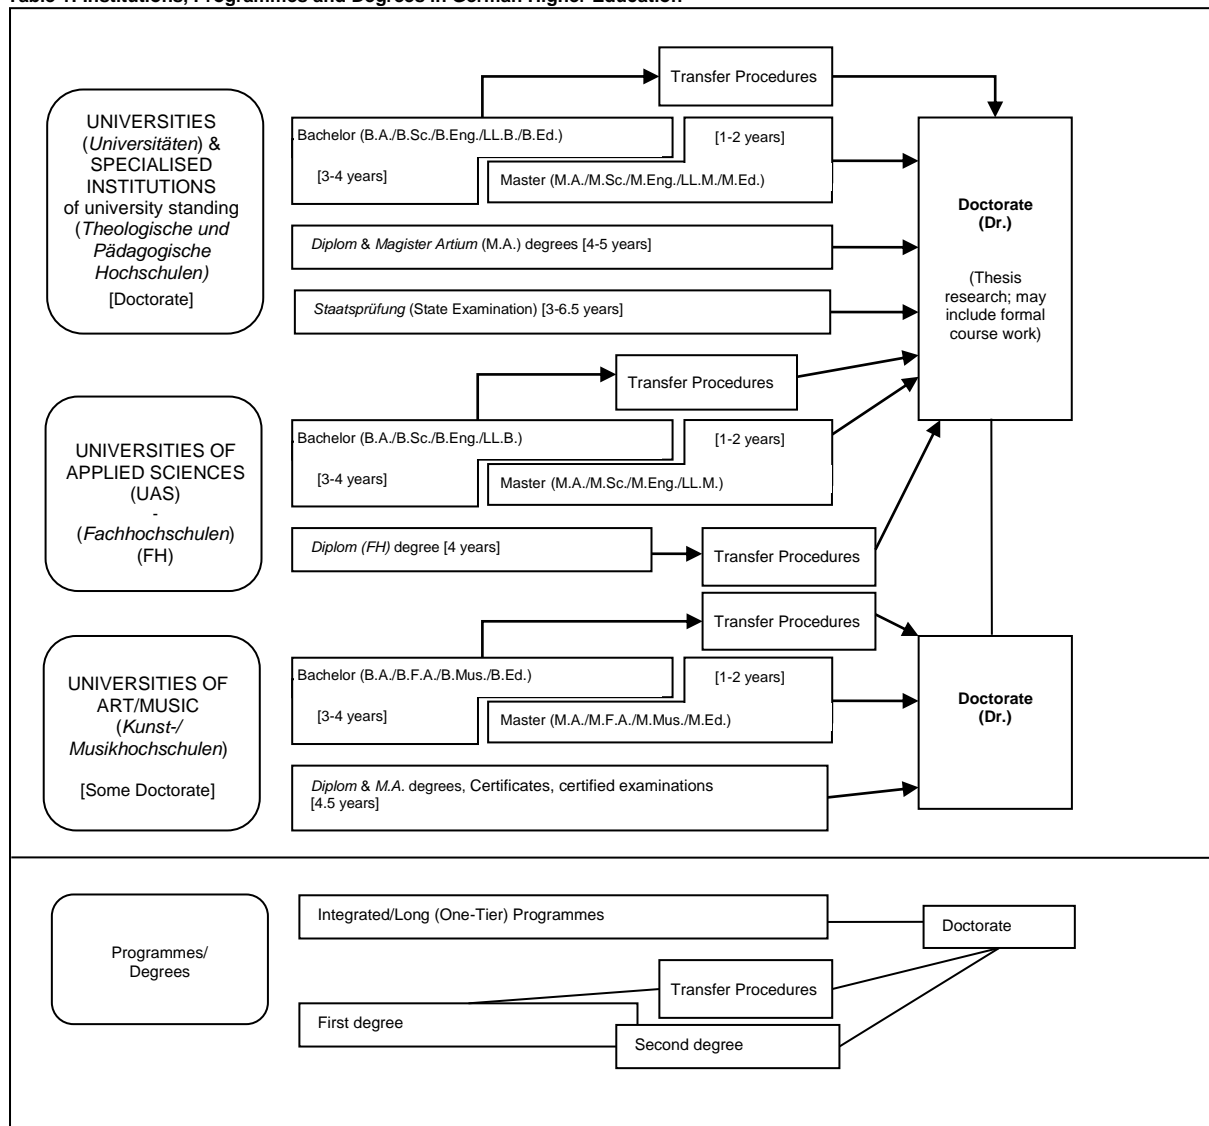 Table 1: Institutions, Programmes and Degrees in German Higher Education
Transfer Procedures
UNIVERSITIES
(Universitäten) &
SPECIALISED
INSTITUTIONS
of university standing
(Theologische und
Pädagogische
Hochschulen)
[Doctorate]
Bachelor (B.A./B.Sc./B.Eng./LL.B./B.Ed.)
[3-4 years]
[1-2 years]
Master (M.A./M.Sc./M.Eng./LL.M./M.Ed.)
Diplom & Magister Artium (M.A.) degrees [4-5 years]
Staatsprüfung (State Examination) [3-6.5 years]
Doctorate
(Dr.)
(Thesis
research; may
include formal
course work)
Transfer Procedures
UNIVERSITIES OF
APPLIED SCIENCES
(UAS)
-
(Fachhochschulen)
(FH)
Bachelor (B.A./B.Sc./B.Eng./LL.B.)
[3-4 years]
[1-2 years]
Master (M.A./M.Sc./M.Eng./LL.M.)
Diplom (FH) degree [4 years]
Transfer Procedures
Transfer Procedures
UNIVERSITIES OF
ART/MUSIC
(Kunst-/
Musikhochschulen)
[Some Doctorate]
Bachelor (B.A./B.F.A./B.Mus./B.Ed.)
[3-4 years]
[1-2 years]
Master (M.A./M.F.A./M.Mus./M.Ed.)
Diplom & M.A. degrees, Certificates, certified examinations
[4.5 years]
Doctorate
(Dr.)
Programmes/
Degrees
Integrated/Long (One-Tier) Programmes
Doctorate
Transfer Procedures
First degree
Second degree